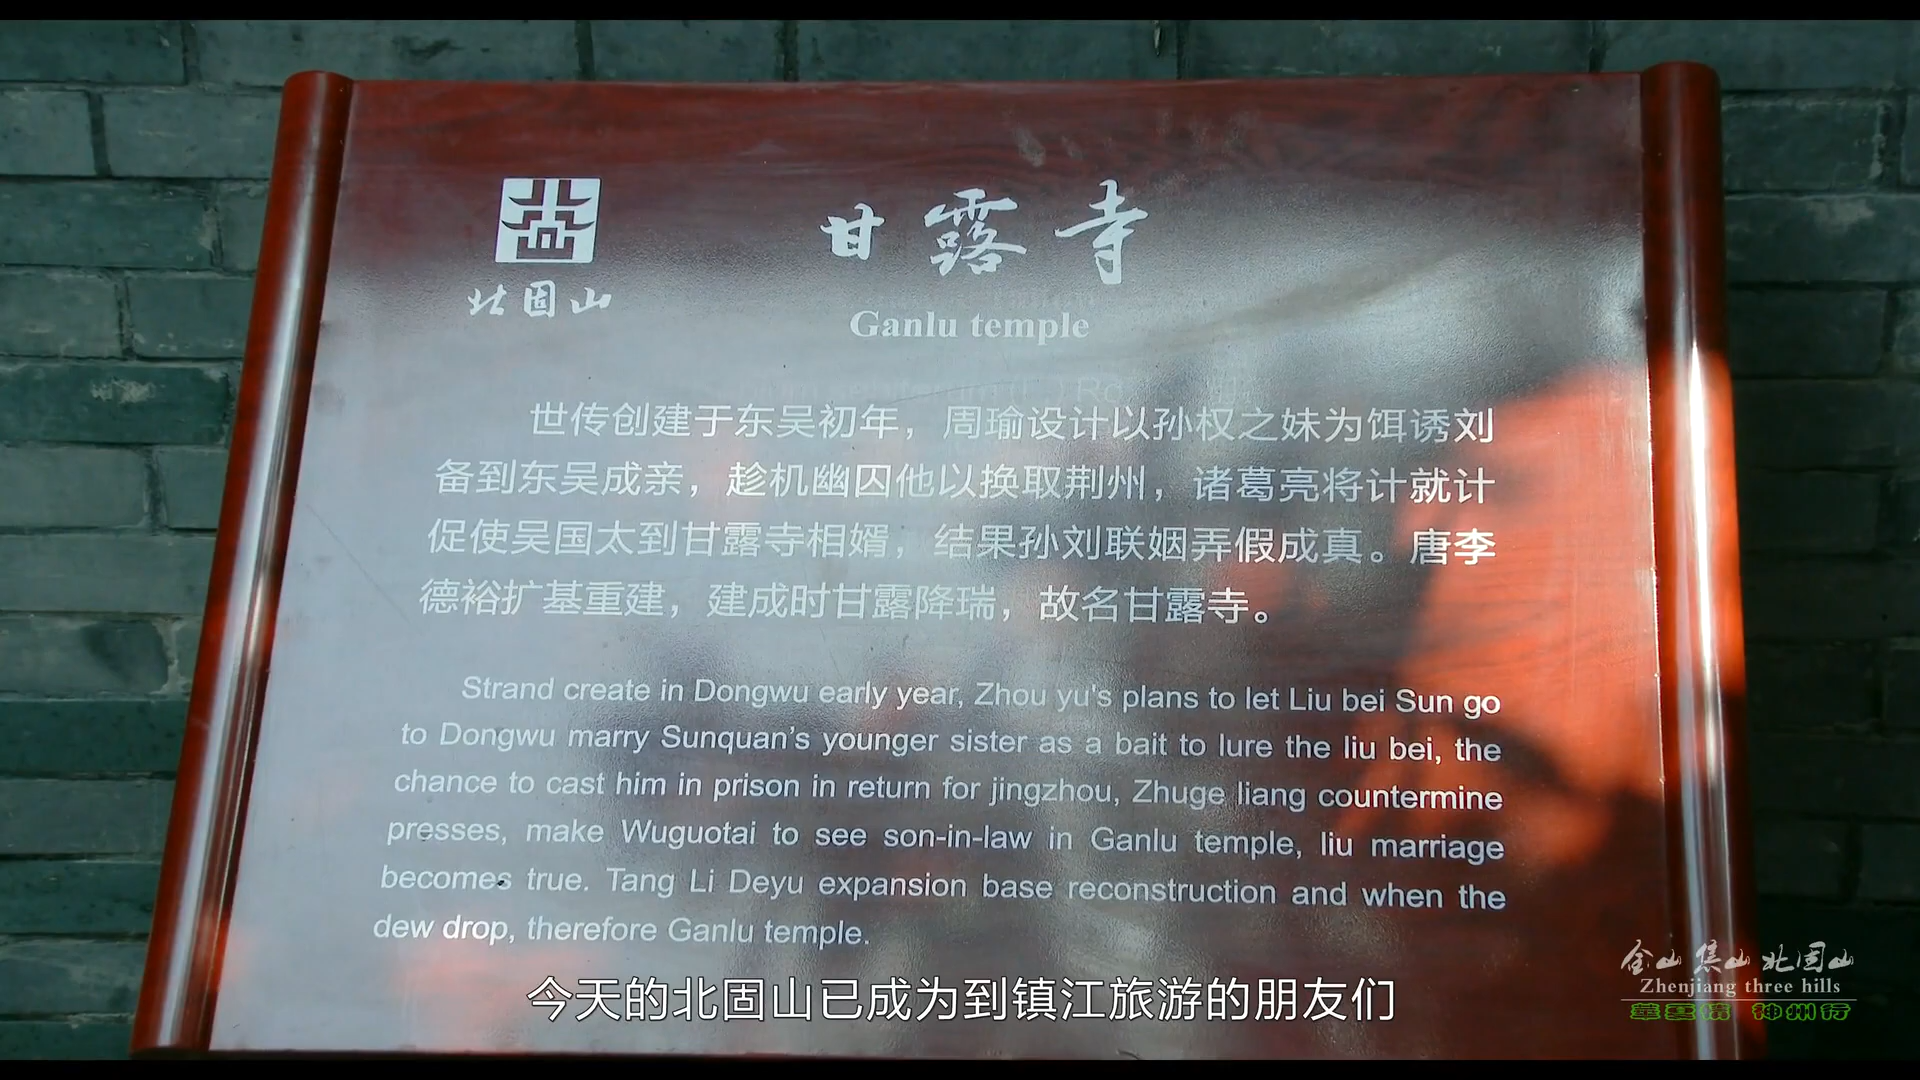 甘露寺
北固山
Ganlu temple
世传创建于东吴初年，周瑜设计以孙权之妹为饵诱刘
备到东吴成亲，趁机幽囚他以换取荆州，诸葛亮将计就计
促使吴国太到甘露寺相婿，结果孙刘联姻弄假成真。唐李
德裕扩基重建，建成时甘露降瑞，故名甘露寺。
Strand create in Dongwu early year, Zhou yu's plans to let Liu bei Sun go
to Dongwu marry Sunquan's younger sister as a bait to lure the liu bei, the
chance to cast him in prison in return for jingzhou, Zhuge liang countermine
presses, make Wuguotai to see son-in-law in Ganlu temple, liu marriage
becomes true. Tang Li Deyu expansion base reconstruction and when the
dew drop, therefore Ganlu temple.
金山 焦山 北固山
Zhenjiang three hills
華夏情 神州行
今天的北固山已成为到镇江旅游的朋友们